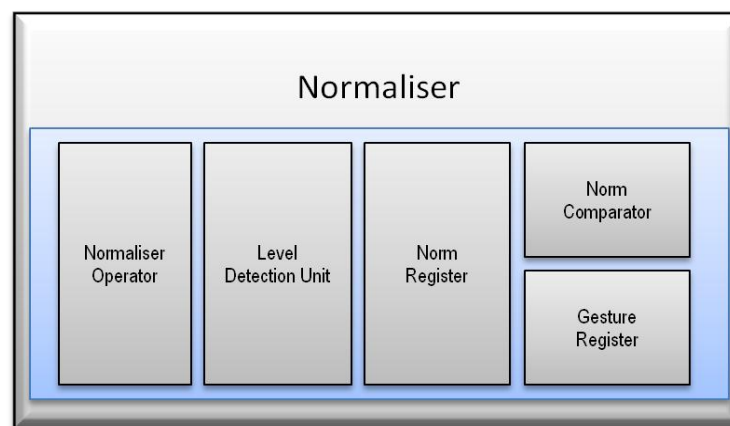 Normaliser
Normaliser
Operator
Level
Detection Unit
Norm
Register
Norm
Comparator
Gesture
Register